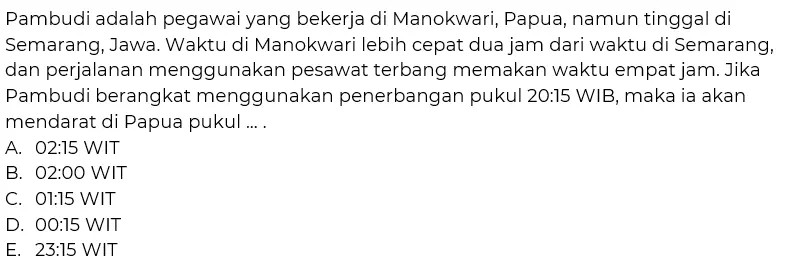 Pambudi adalah pegawai yang bekerja di Manokwari, Papua, namun tinggal di
Semarang, Jawa. Waktu di Manokwari lebih cepat dua jam dari waktu di Semarang,
dan perjalanan menggunakan pesawat terbang memakan waktu empat jam. Jika
Pambudi berangkat menggunakan penerbangan pukul 20:15 WIB, maka ia akan
mendarat di Papua pukul ... .
A. 02:15 WIT
B. 02:00 WIT
C. 01:15 WIT
D. 00:15 WIT
E. 23:15 WIT